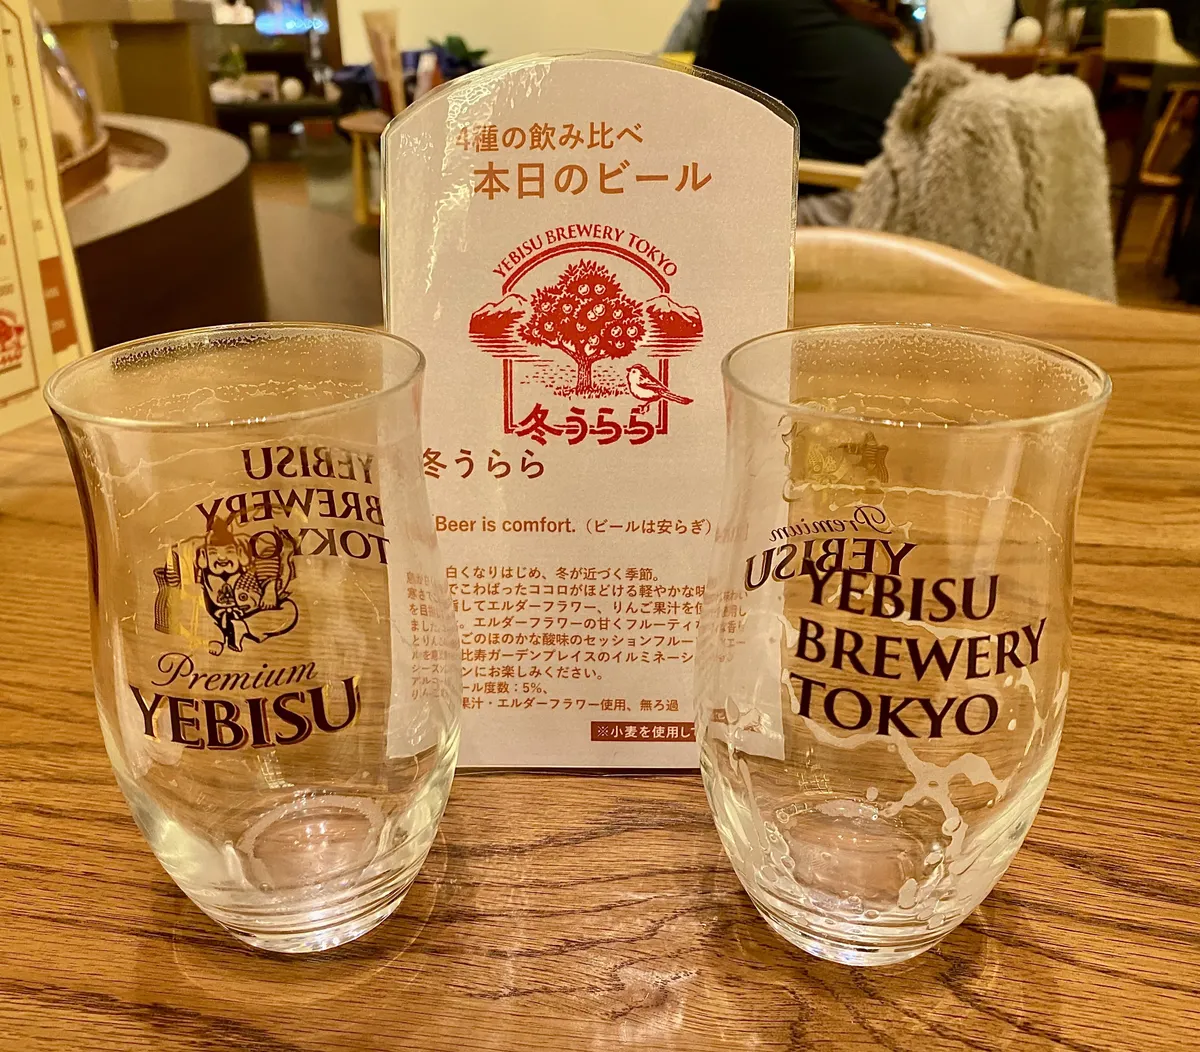 4種の飲み比べ
本日のビール
YEBISU BREWERY TOKYO
冬うらら
冬うらら
Beer is comfort.（ビールは安らぎ）
白くなりはじめ、冬が近づく季節。
でこわばったココロがほどける軽やかな味
してエルダーフラワー、りんご果汁を使
。エルダーフラワーの甘くフルーティな
ごのほのかな酸味のセッションフルー
比寿ガーデンプレイスのイルミネーシ
ンにお楽しみください。
ール度数：5%、
果汁・エルダーフラワー使用、無ろ過
※小麦を使用して
YEBISU
BREWERY
TOKYO
Premium
YEBISU
Premium
YEBISU
YEBISU
BREWERY
TOKYO